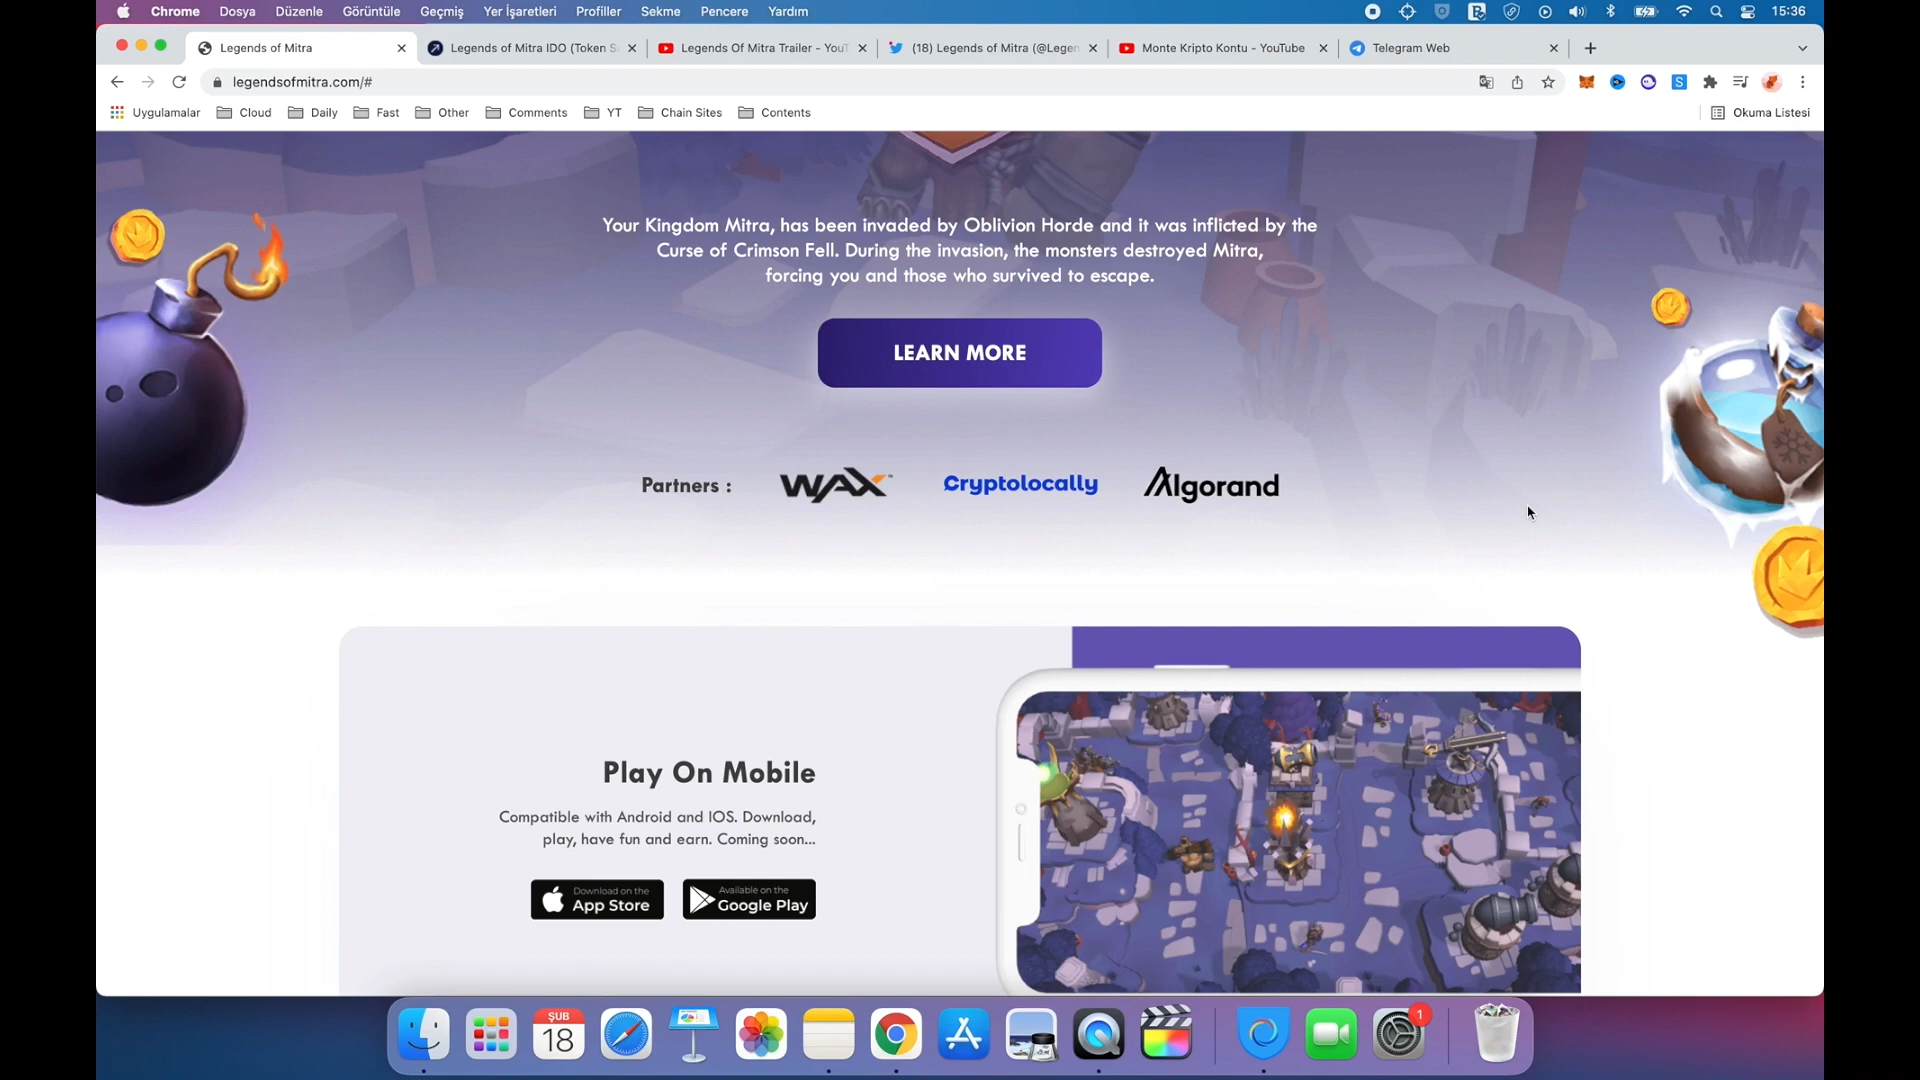 Chrome Dosya Düzenle Görüntüle Geçmiş Yer İşaretleri Profiller Sekme Pencere Yardım 15:36
Legends of Mitra Legends of Mitra IDO (Token S Legends Of Mitra Trailer - YouT (18) Legends of Mitra (@Legen Monte Kripto Kontu - YouTube Telegram Web
legendsofmitra.com/#
Uygulamalar Cloud Daily Fast Other Comments YT Chain Sites Contents Okuma Listesi
Your Kingdom Mitra, has been invaded by Oblivion Horde and it was inflicted by the
Curse of Crimson Fell. During the invasion, the monsters destroyed Mitra,
forcing you and those who survived to escape.
LEARN MORE
Partners : WAX Cryptolocally Algorand
Play On Mobile
Compatible with Android and IOS. Download,
play, have fun and earn. Coming soon...
Download on the
App Store
Available on the
Google Play
ŞUB
18
1